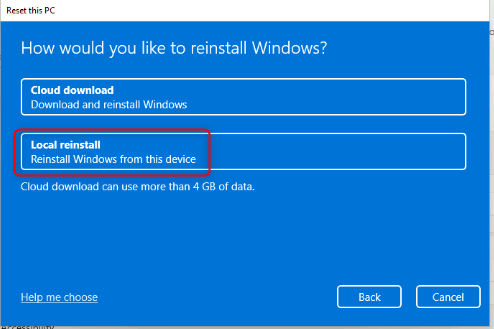 Reset this PC
How would you like to reinstall Windows?
Cloud download
Download and reinstall Windows
Local reinstall
Reinstall Windows from this device
Cloud download can use more than 4 GB of data.
Help me choose
Back
Cancel